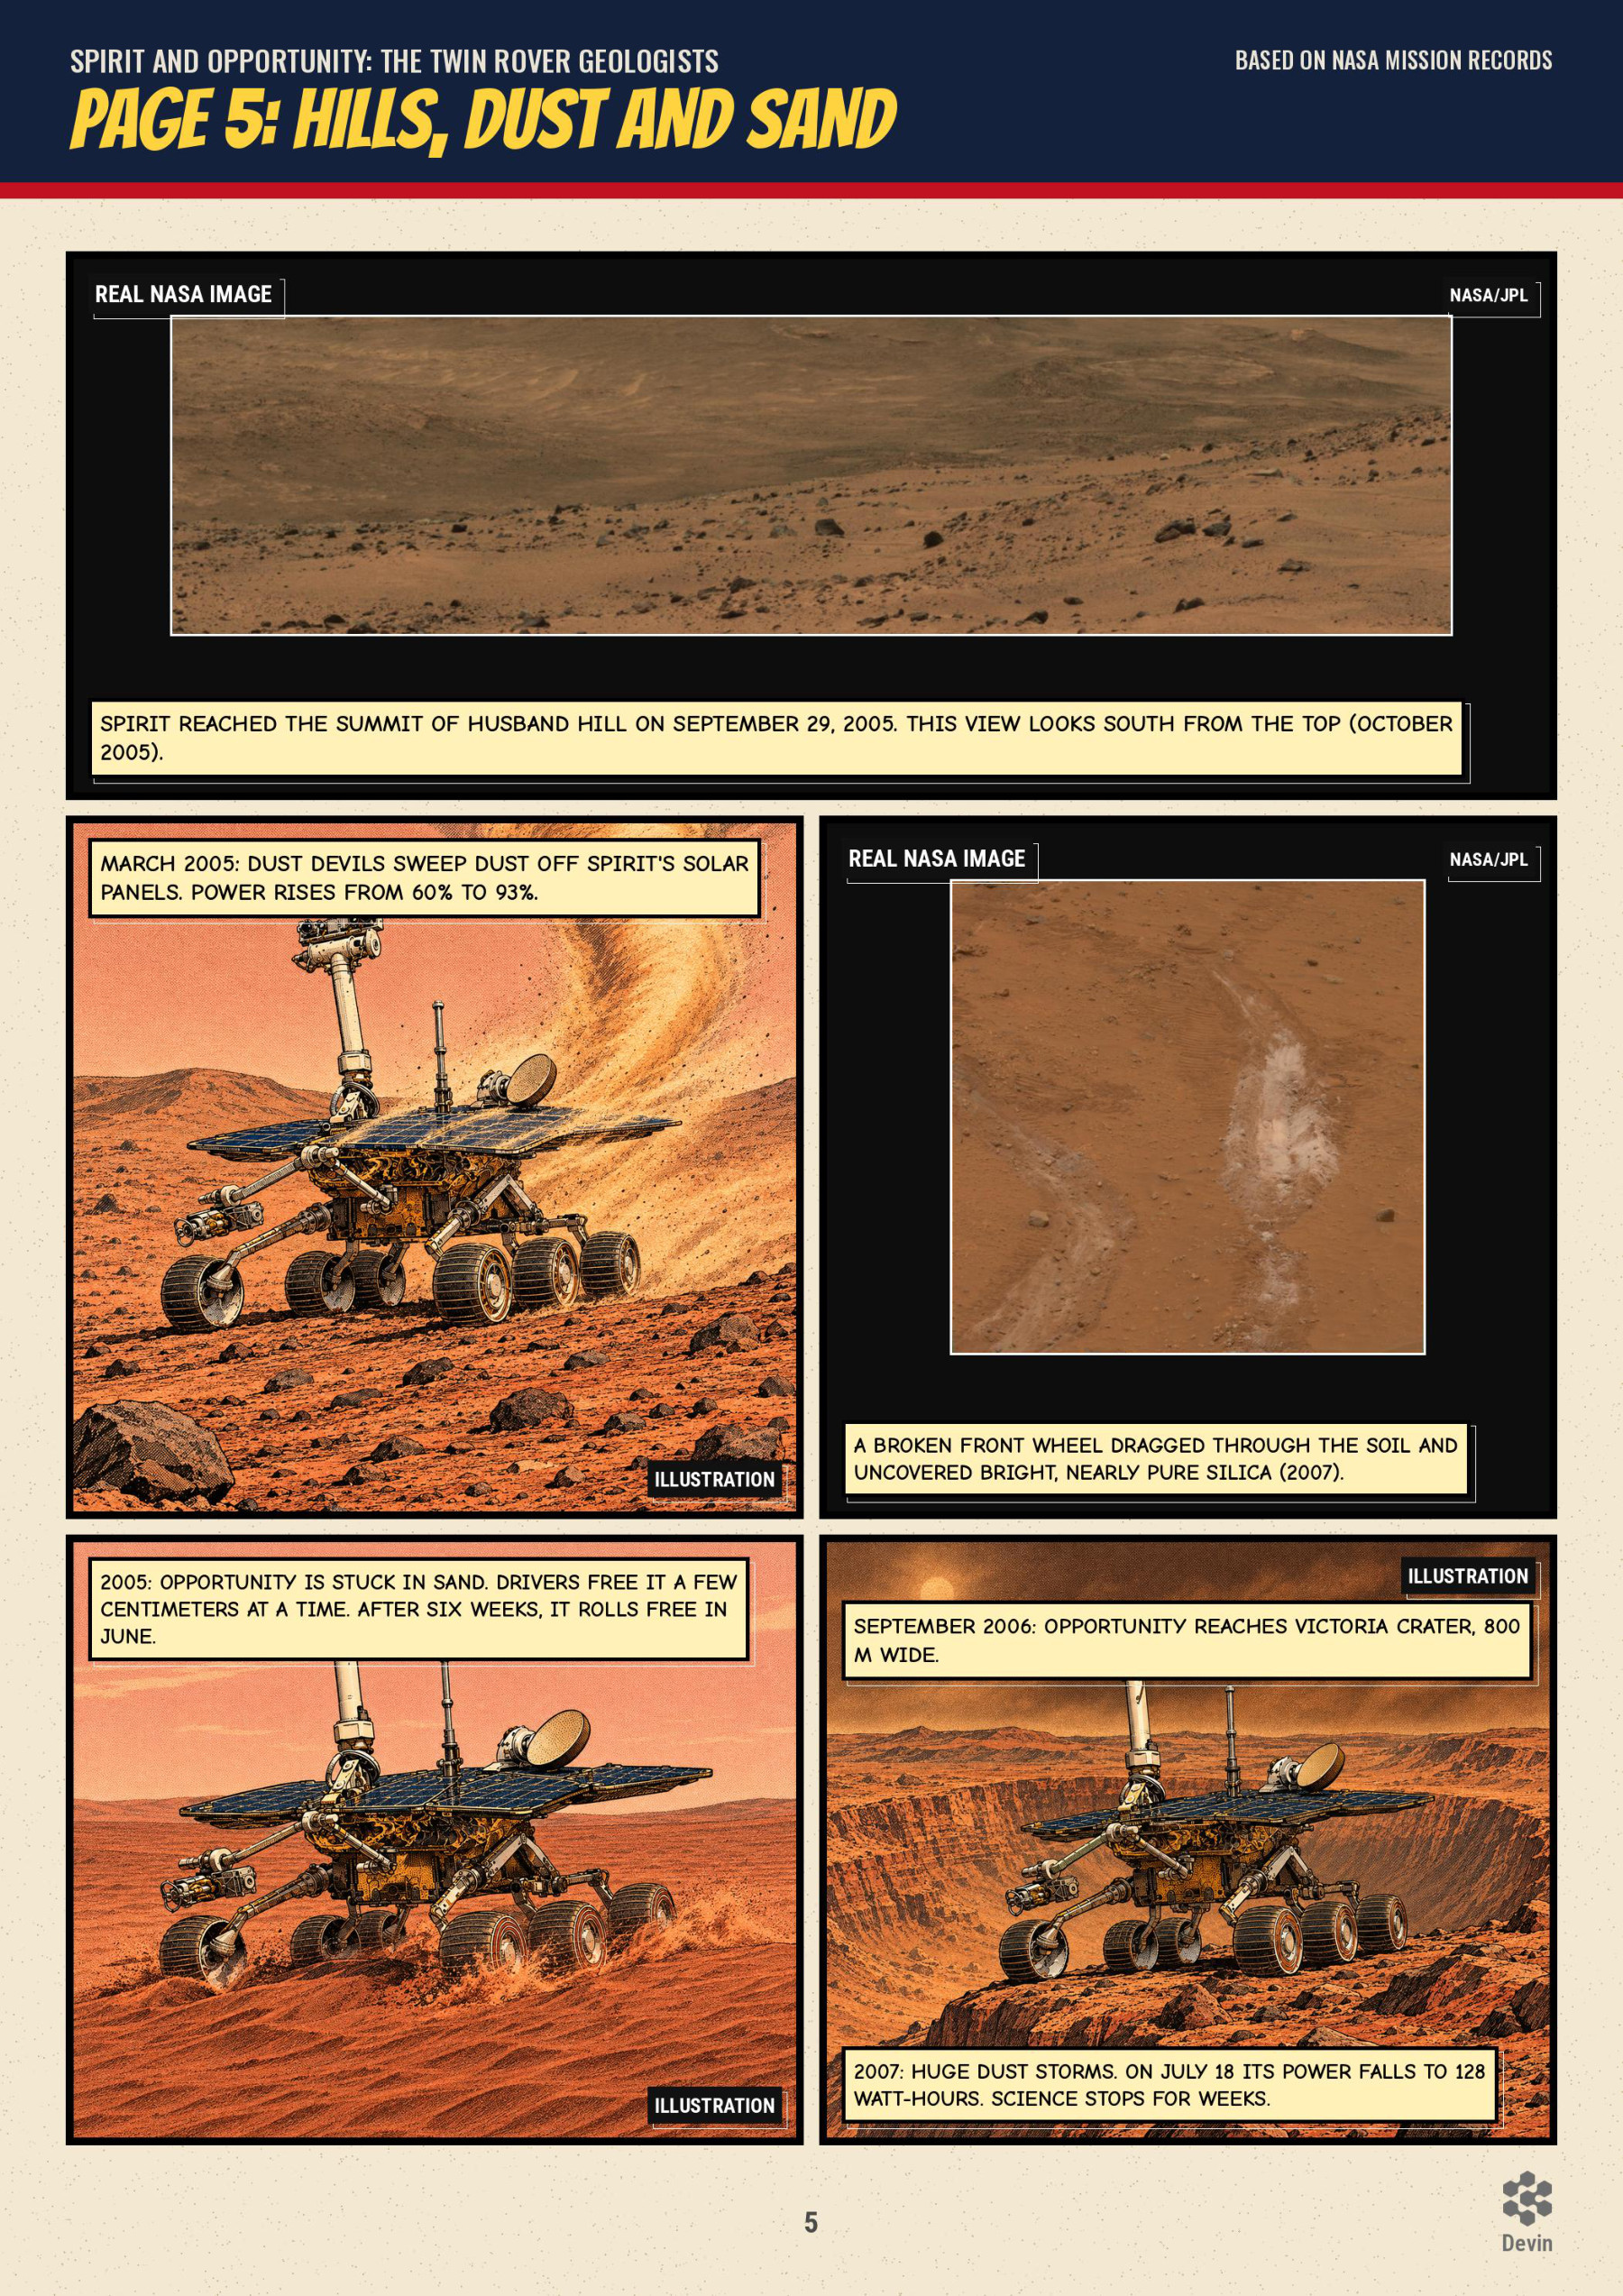 SPIRIT AND OPPORTUNITY: THE TWIN ROVER GEOLOGISTS
BASED ON NASA MISSION RECORDS
PAGE 5: HILLS, DUST AND SAND
REAL NASA IMAGE
NASA/JPL
SPIRIT REACHED THE SUMMIT OF HUSBAND HILL ON SEPTEMBER 29, 2005. THIS VIEW LOOKS SOUTH FROM THE TOP (OCTOBER
2005).
MARCH 2005: DUST DEVILS SWEEP DUST OFF SPIRIT'S SOLAR
PANELS. POWER RISES FROM 60% TO 93%.
ILLUSTRATION
REAL NASA IMAGE
NASA/JPL
A BROKEN FRONT WHEEL DRAGGED THROUGH THE SOIL AND
UNCOVERED BRIGHT, NEARLY PURE SILICA (2007).
2005: OPPORTUNITY IS STUCK IN SAND. DRIVERS FREE IT A FEW
CENTIMETERS AT A TIME. AFTER SIX WEEKS, IT ROLLS FREE IN
JUNE.
ILLUSTRATION
ILLUSTRATION
SEPTEMBER 2006: OPPORTUNITY REACHES VICTORIA CRATER, 800
M WIDE.
2007: HUGE DUST STORMS. ON JULY 18 ITS POWER FALLS TO 128
WATT-HOURS. SCIENCE STOPS FOR WEEKS.
5
Devin